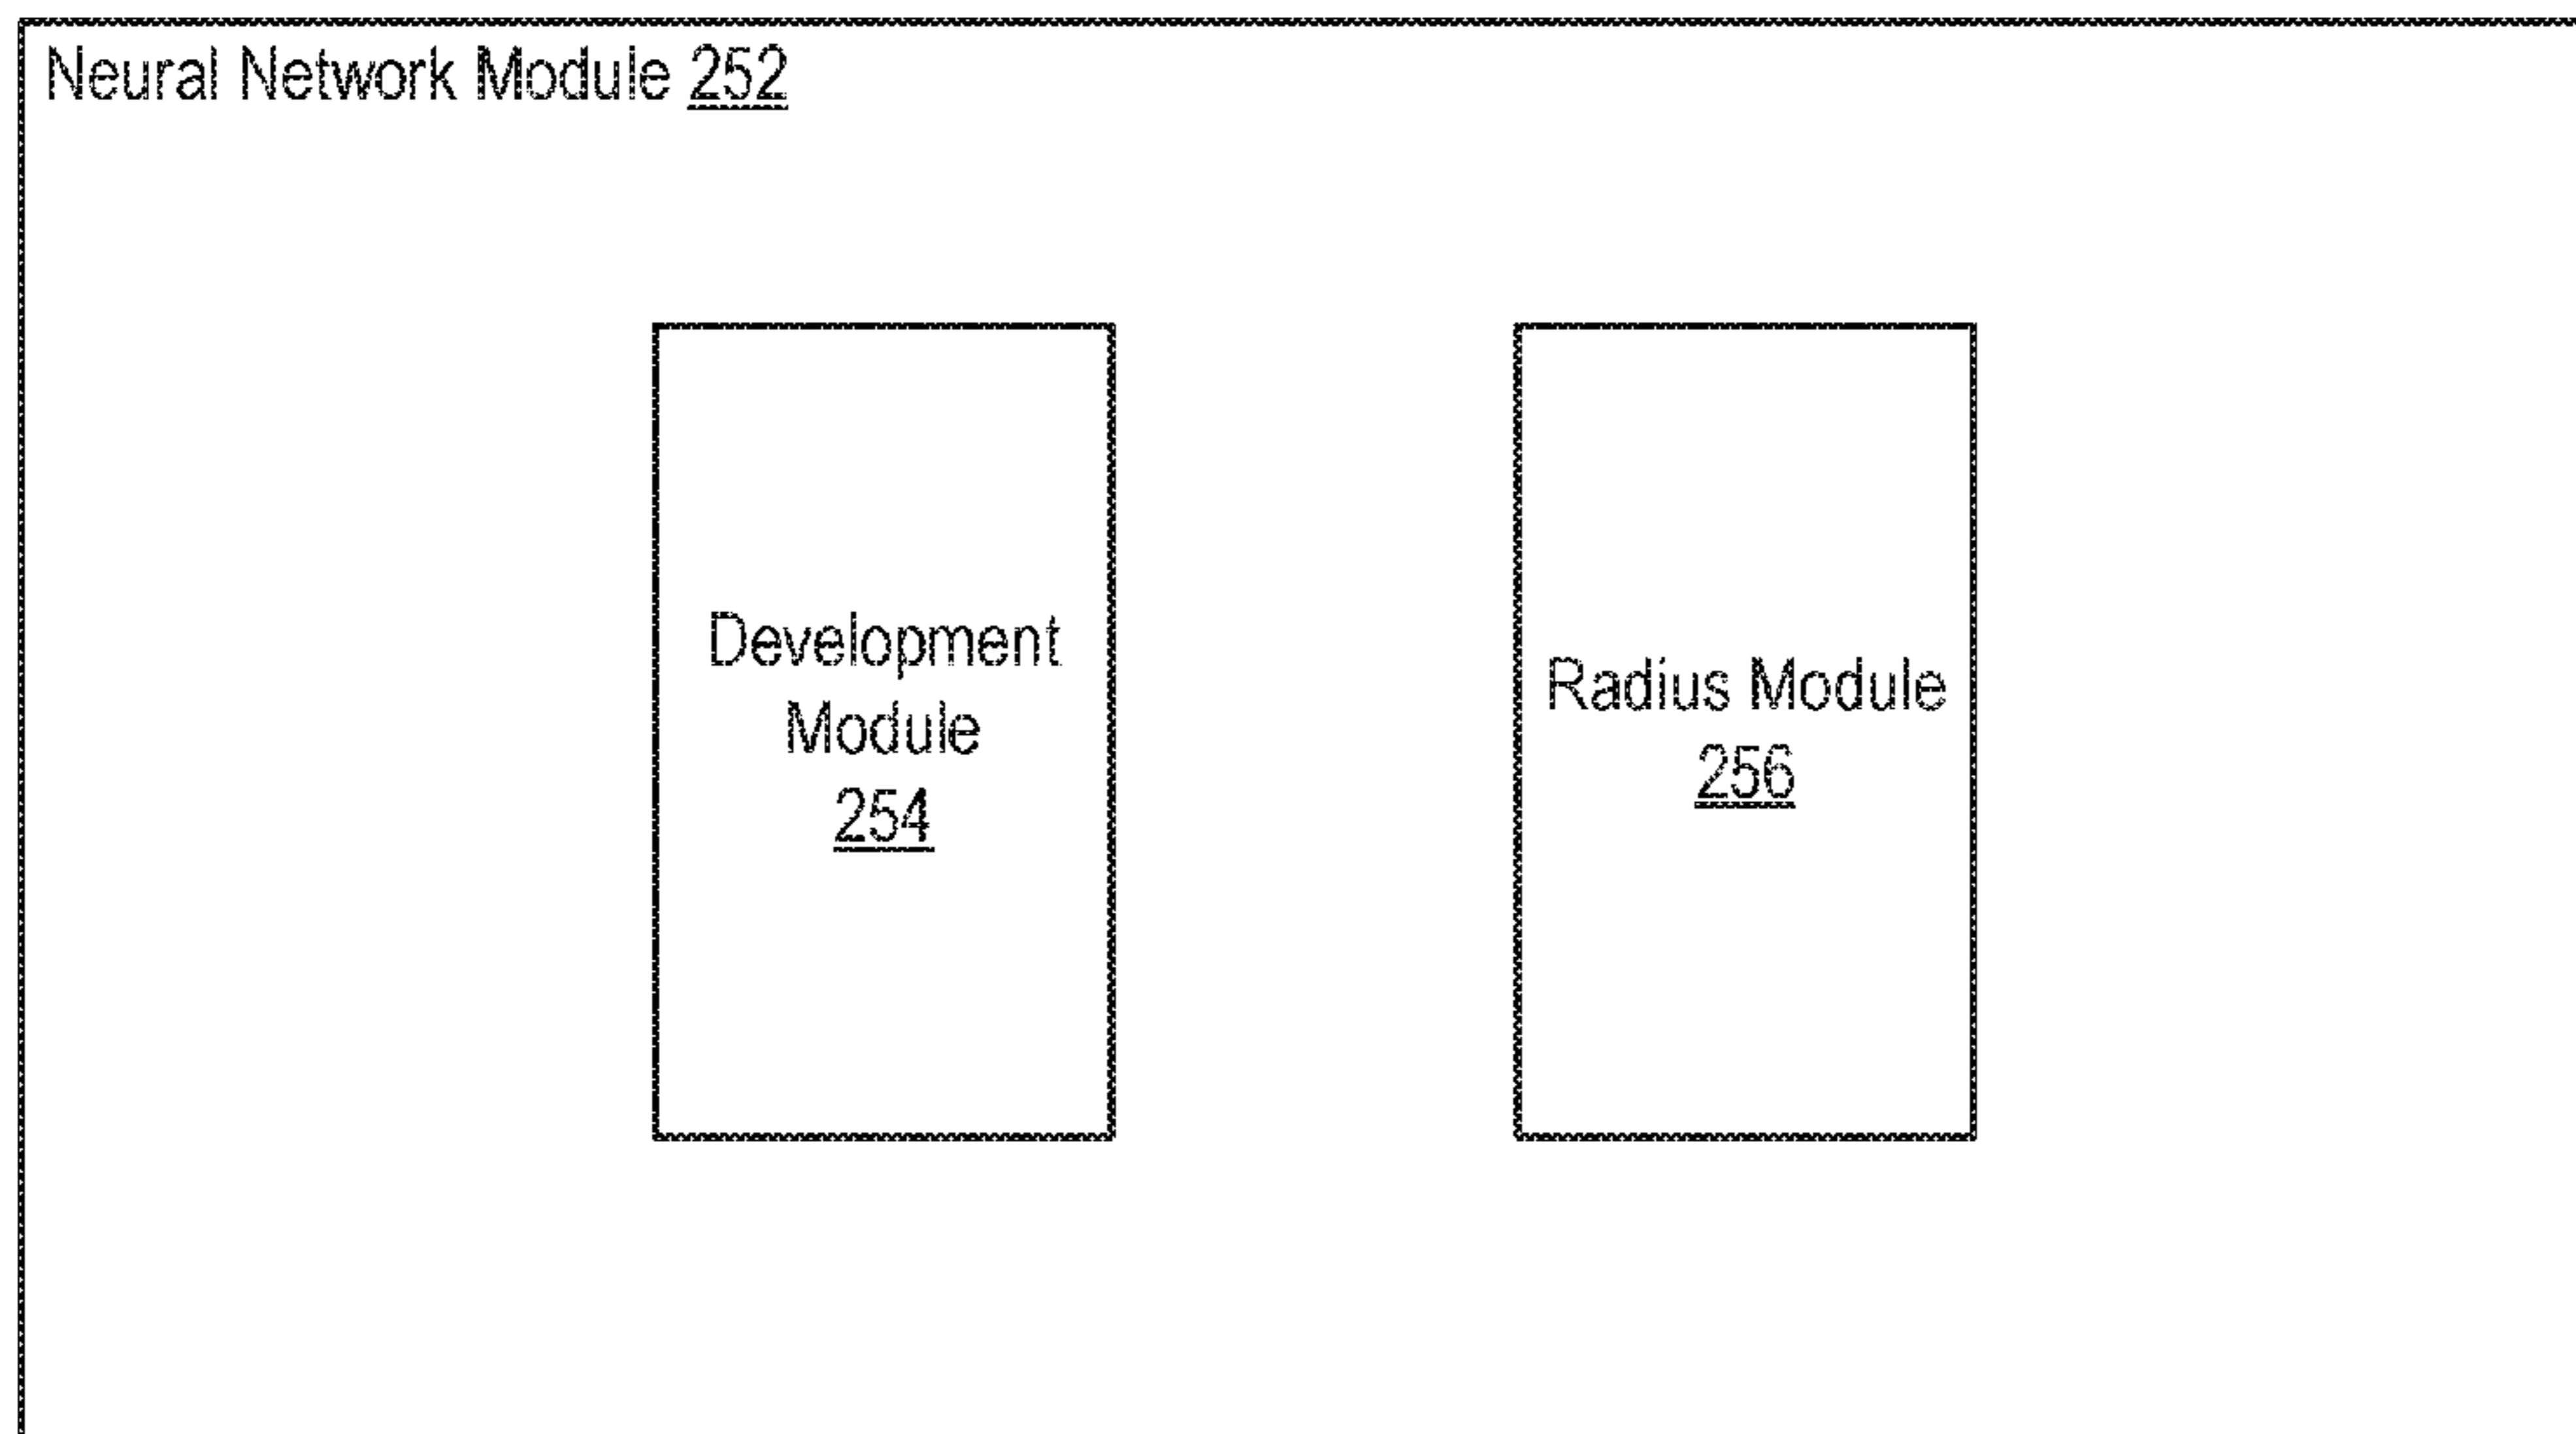 Neural Network Module 252
Development
Module
254
Radius Module
256